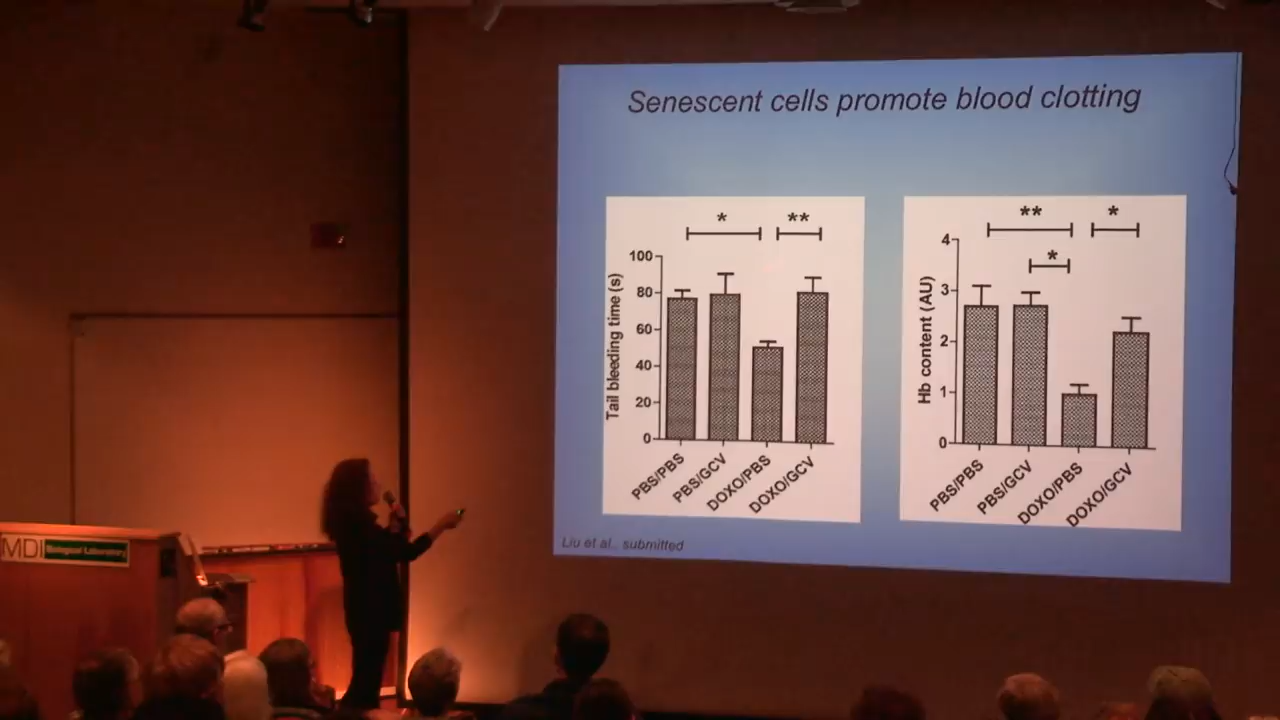 Senescent cells promote blood clotting
*
**
100
80
60
40
20
0
Tail bleeding time (s)
PBS/PBS
PBS/GCV
DOXO/PBS
DOXO/GCV
**
*
*
4
3
2
1
0
Hb content (AU)
PBS/PBS
PBS/GCV
DOXO/PBS
DOXO/GCV
Liu et al., submitted
MDI Biological Laboratory